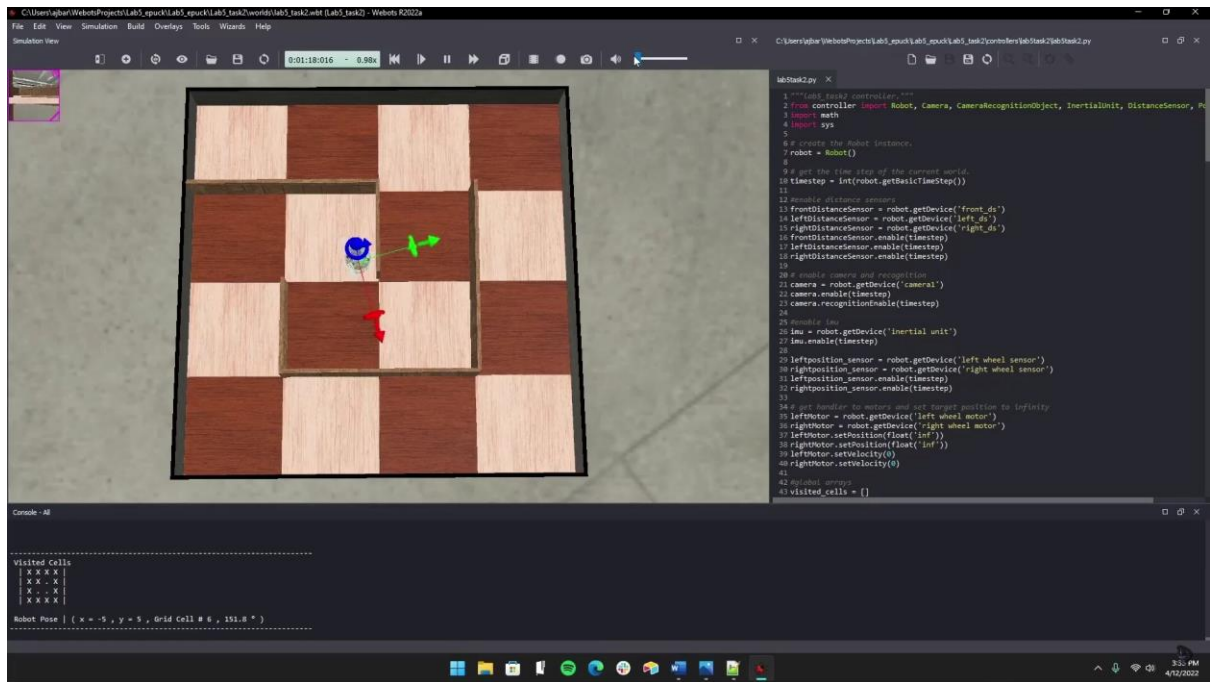 C:\Users\ajbar\WebotsProjects\Lab5_epuck\Lab5_epuck\Lab5_task2\worlds\lab5_task2.wbt (Lab5_task2) - Webots R2022a
File Edit View Simulation Build Overlays Tools Wizards Help
Simulation View
0:01:18:016 - 0.98x
C:\Users\ajbar\WebotsProjects\Lab5_epuck\Lab5_epuck\Lab5_task2\controllers\lab5task2\lab5task2.py
lab5task2.py
1 """lab5_task2 controller."""
2 from controller import Robot, Camera, CameraRecognitionObject, InertialUnit, DistanceSensor, Po
3 import math
4 import sys
5
6 # create the Robot instance.
7 robot = Robot()
8
9 # get the time step of the current world.
10 timestep = int(robot.getBasicTimeStep())
11
12 #enable distance sensors
13 frontDistanceSensor = robot.getDevice('front_ds')
14 leftDistanceSensor = robot.getDevice('left_ds')
15 rightDistanceSensor = robot.getDevice('right_ds')
16 frontDistanceSensor.enable(timestep)
17 leftDistanceSensor.enable(timestep)
18 rightDistanceSensor.enable(timestep)
19
20 # enable camera and recognition
21 camera = robot.getDevice('camera1')
22 camera.enable(timestep)
23 camera.recognitionEnable(timestep)
24
25 #enable imu
26 imu = robot.getDevice('inertial unit')
27 imu.enable(timestep)
28
29 leftposition_sensor = robot.getDevice('left wheel sensor')
30 rightposition_sensor = robot.getDevice('right wheel sensor')
31 leftposition_sensor.enable(timestep)
32 rightposition_sensor.enable(timestep)
33
34 # get handler to motors and set target position to infinity
35 leftMotor = robot.getDevice('left wheel motor')
36 rightMotor = robot.getDevice('right wheel motor')
37 leftMotor.setPosition(float('inf'))
38 rightMotor.setPosition(float('inf'))
39 leftMotor.setVelocity(0)
40 rightMotor.setVelocity(0)
41
42 #global arrays
43 visited_cells = []
Console - All
Visited Cells
| X X X X |
| X X . X |
| X . . X |
| X X X X |
Robot Pose | ( x = -5 , y = 5 , Grid Cell # 6 , 151.8 ° )
3:35 PM
4/12/2022